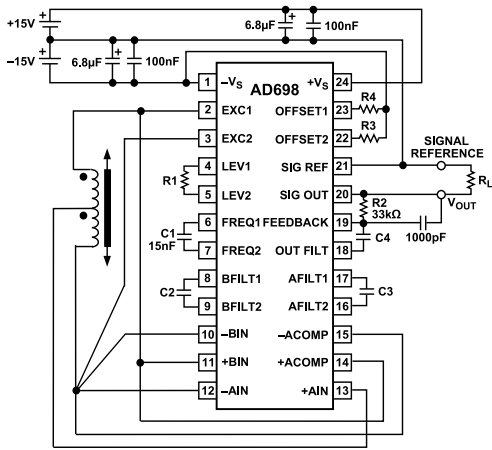 +15V
–15V
6.8µF
100nF
6.8µF
100nF
AD698
1 –VS
+VS 24
2 EXC1
OFFSET1 23
R4
3 EXC2
OFFSET2 22
R3
4 LEV1
SIG REF 21
SIGNAL
REFERENCE
R1
5 LEV2
SIG OUT 20
RL
VOUT
R2
33kΩ
6 FREQ1
FEEDBACK 19
C1
15nF
C4
1000pF
7 FREQ2
OUT FILT 18
8 BFILT1
AFILT1 17
C2
C3
9 BFILT2
AFILT2 16
10 –BIN
–ACOMP 15
11 +BIN
+ACOMP 14
12 –AIN
+AIN 13